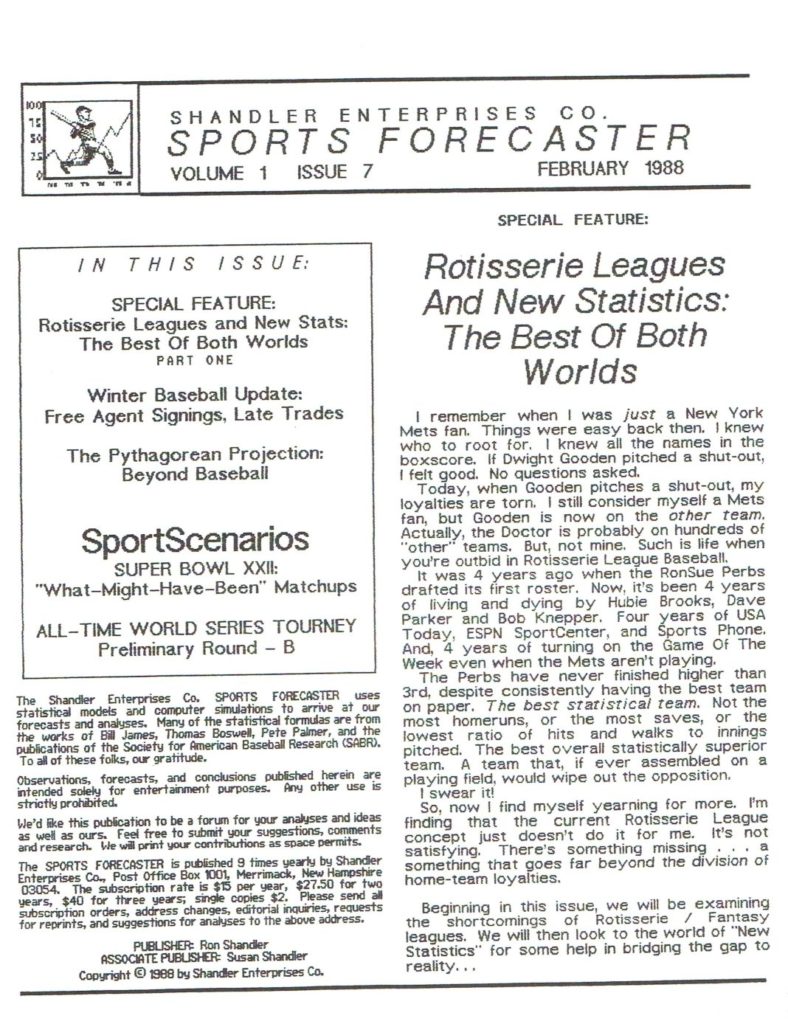 100
75
50
25
0
SHANDLER ENTERPRISES CO.
SPORTS FORECASTER
VOLUME 1 ISSUE 7 FEBRUARY 1988
IN THIS ISSUE:
SPECIAL FEATURE:
Rotisserie Leagues and New Stats:
The Best Of Both Worlds
PART ONE
Winter Baseball Update:
Free Agent Signings, Late Trades
The Pythagorean Projection:
Beyond Baseball
SportScenarios
SUPER BOWL XXII:
"What-Might-Have-Been" Matchups
ALL-TIME WORLD SERIES TOURNEY
Preliminary Round - B
The Shandler Enterprises Co. SPORTS FORECASTER uses
statistical models and computer simulations to arrive at our
forecasts and analyses. Many of the statistical formulas are from
the works of Bill James, Thomas Boswell, Pete Palmer, and the
publications of the Society for American Baseball Research (SABR).
To all of these folks, our gratitude.
Observations, forecasts, and conclusions published herein are
intended solely for entertainment purposes. Any other use is
strictly prohibited.
We'd like this publication to be a forum for your analyses and ideas
as well as ours. Feel free to submit your suggestions, comments
and research. We will print your contributions as space permits.
The SPORTS FORECASTER is published 9 times yearly by Shandler
Enterprises Co., Post Office Box 1001, Merrimack, New Hampshire
03054. The subscription rate is $15 per year, $27.50 for two
years, $40 for three years; single copies $2. Please send all
subscription orders, address changes, editorial inquiries, requests
for reprints, and suggestions for analyses to the above address.
PUBLISHER: Ron Shandler
ASSOCIATE PUBLISHER: Susan Shandler
Copyright © 1988 by Shandler Enterprises Co.
SPECIAL FEATURE:
Rotisserie Leagues
And New Statistics:
The Best Of Both
Worlds
I remember when I was just a New York
Mets fan. Things were easy back then. I knew
who to root for. I knew all the names in the
boxscore. If Dwight Gooden pitched a shut-out,
I felt good. No questions asked.
Today, when Gooden pitches a shut-out, my
loyalties are torn. I still consider myself a Mets
fan, but Gooden is now on the other team.
Actually, the Doctor is probably on hundreds of
"other" teams. But, not mine. Such is life when
you're outbid in Rotisserie League Baseball.
It was 4 years ago when the RonSue Perbs
drafted its first roster. Now, it's been 4 years
of living and dying by Hubie Brooks, Dave
Parker and Bob Knepper. Four years of USA
Today, ESPN SportCenter, and Sports Phone.
And, 4 years of turning on the Game Of The
Week even when the Mets aren't playing.
The Perbs have never finished higher than
3rd, despite consistently having the best team
on paper. The best statistical team. Not the
most homeruns, or the most saves, or the
lowest ratio of hits and walks to innings
pitched. The best overall statistically superior
team. A team that, if ever assembled on a
playing field, would wipe out the opposition.
I swear it!
So, now I find myself yearning for more. I'm
finding that the current Rotisserie League
concept just doesn't do it for me. It's not
satisfying. There's something missing . . . a
something that goes far beyond the division of
home-team loyalties.
Beginning in this issue, we will be examining
the shortcomings of Rotisserie / Fantasy
leagues. We will then look to the world of "New
Statistics" for some help in bridging the gap to
reality...